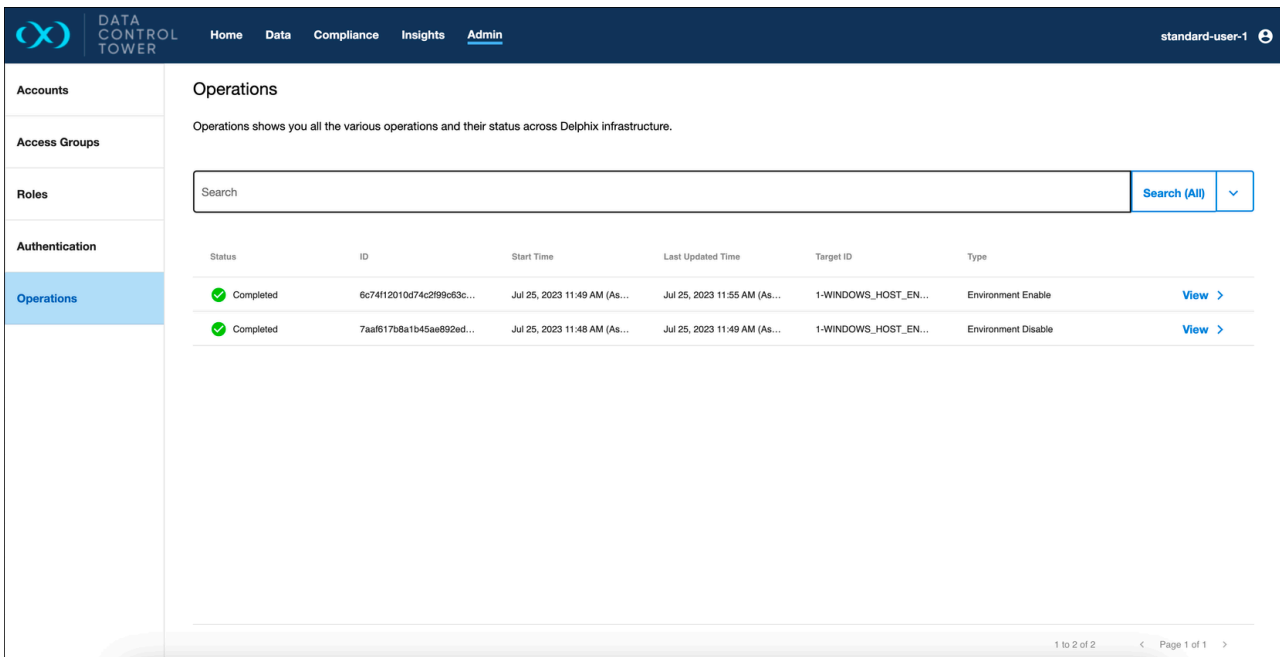 DATA
CONTROL
TOWER
Home Data Compliance Insights Admin
standard-user-1
Accounts
Access Groups
Roles
Authentication
Operations
Operations
Operations shows you all the various operations and their status across Delphix infrastructure.
Search
Search (All)
Status ID Start Time Last Updated Time Target ID Type
Completed 6c74f12010d74c2f99c63c... Jul 25, 2023 11:49 AM (As... Jul 25, 2023 11:55 AM (As... 1-WINDOWS_HOST_EN... Environment Enable View
Completed 7aaf617b8a1b45ae892ed... Jul 25, 2023 11:48 AM (As... Jul 25, 2023 11:49 AM (As... 1-WINDOWS_HOST_EN... Environment Disable View
1 to 2 of 2 Page 1 of 1